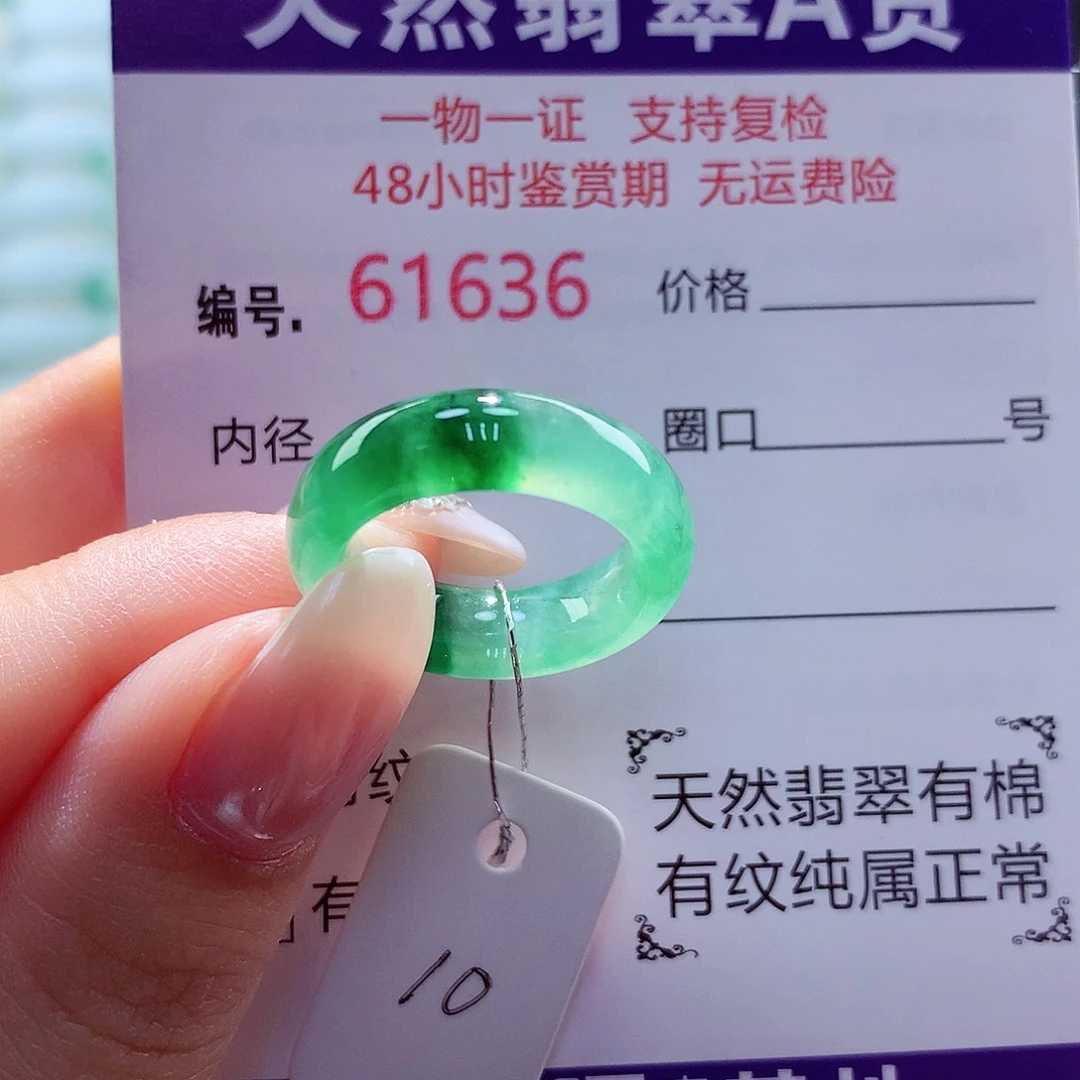 天然翡翠A货
一物一证 支持复检
48小时鉴赏期 无运费险
编号. 61636 价格
内径 圈口 号
纹
天然翡翠有棉
有纹纯属正常
有
10